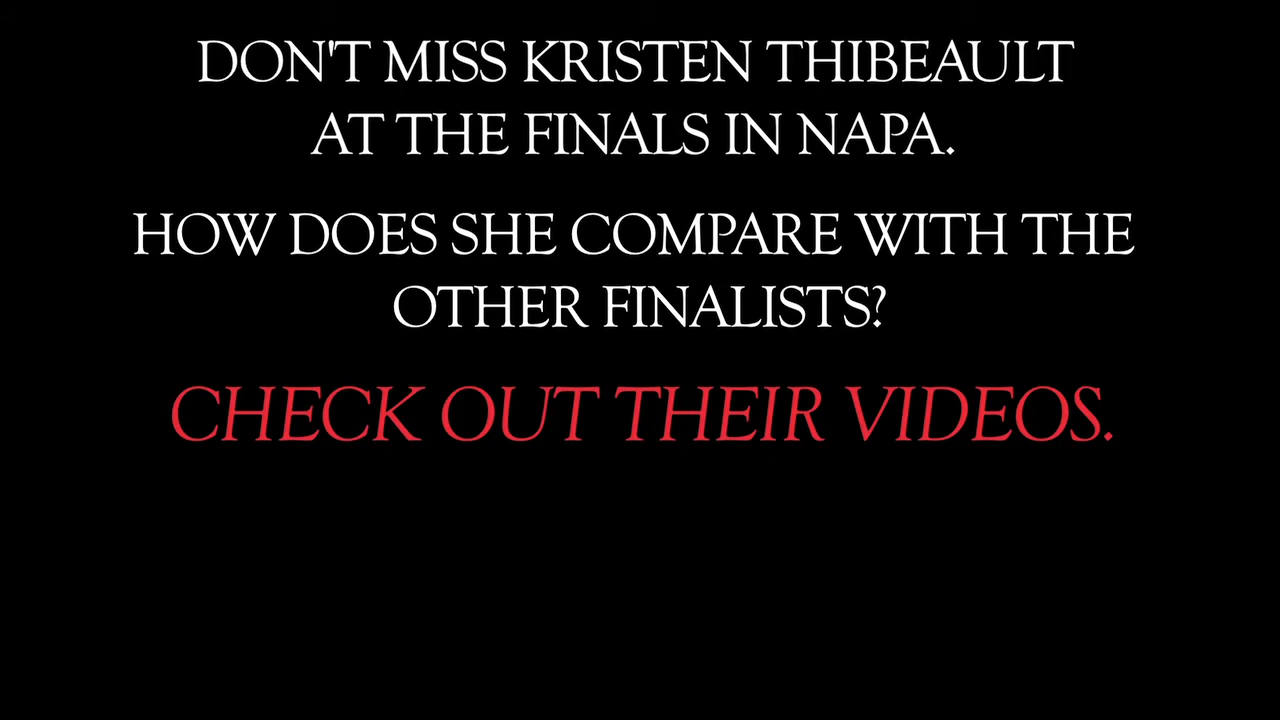 DON'T MISS KRISTEN THIBEAULT
AT THE FINALS IN NAPA.
HOW DOES SHE COMPARE WITH THE
OTHER FINALISTS?
CHECK OUT THEIR VIDEOS.